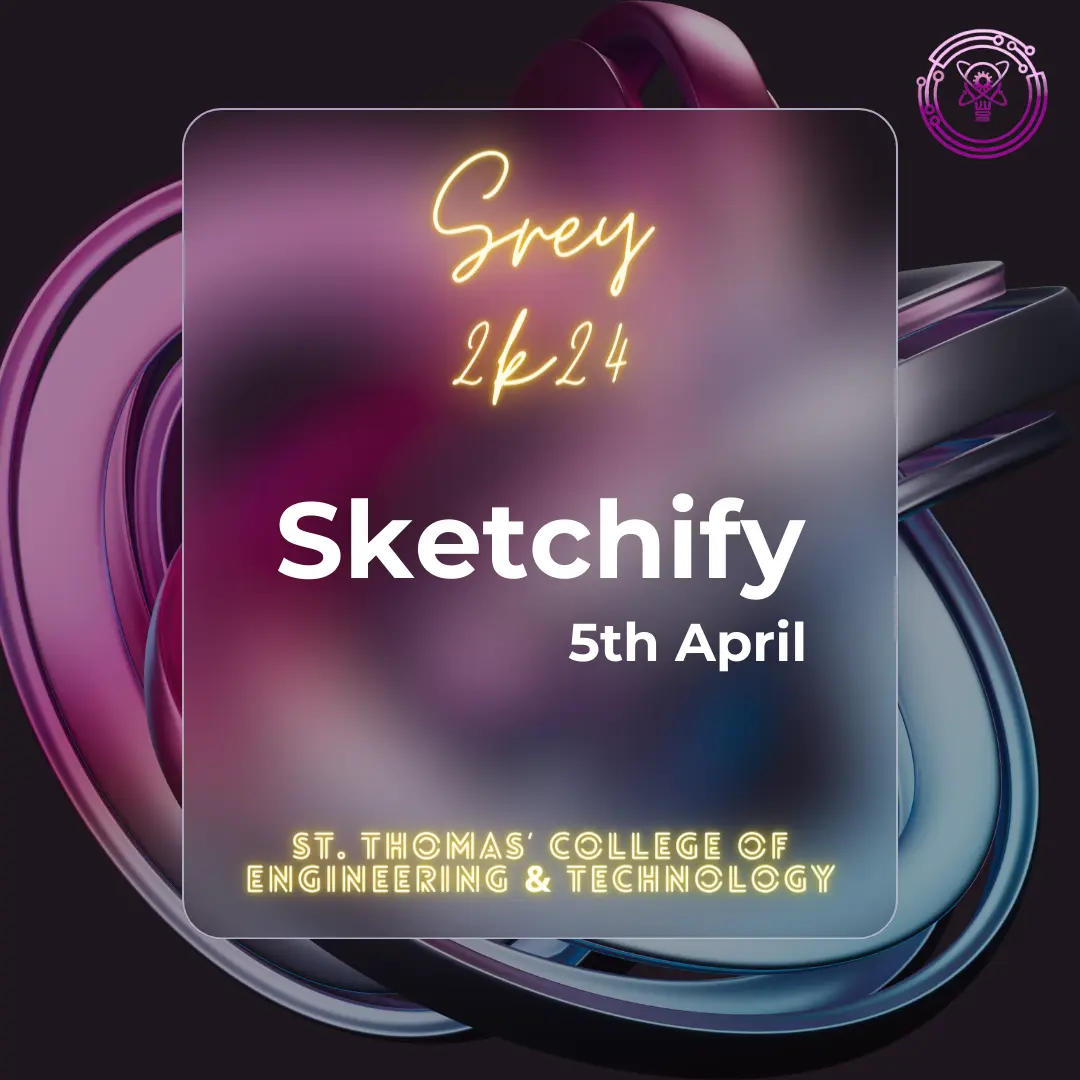 Srey
2k24
Sketchify
5th April
ST. THOMAS' COLLEGE OF
ENGINEERING & TECHNOLOGY